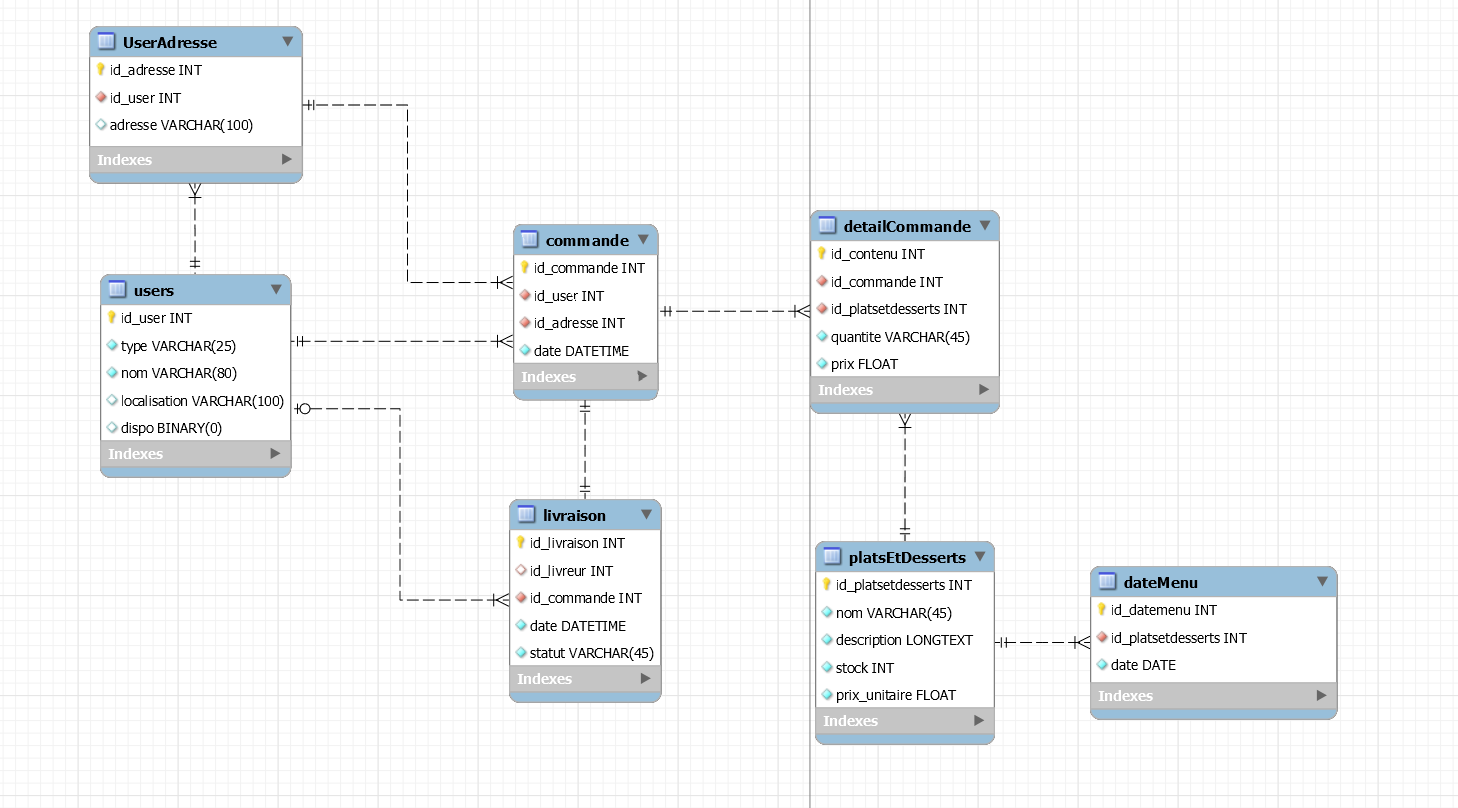 UserAdresse
id_adresse INT
id_user INT
adresse VARCHAR(100)
Indexes
users
id_user INT
type VARCHAR(25)
nom VARCHAR(80)
localisation VARCHAR(100)
dispo BINARY(0)
Indexes
commande
id_commande INT
id_user INT
id_adresse INT
date DATETIME
Indexes
livraison
id_livraison INT
id_livreur INT
id_commande INT
date DATETIME
statut VARCHAR(45)
Indexes
detailCommande
id_contenu INT
id_commande INT
id_platsetdesserts INT
quantite VARCHAR(45)
prix FLOAT
Indexes
platsEtDesserts
id_platsetdesserts INT
nom VARCHAR(45)
description LONGTEXT
stock INT
prix_unitaire FLOAT
Indexes
dateMenu
id_datemenu INT
id_platsetdesserts INT
date DATE
Indexes